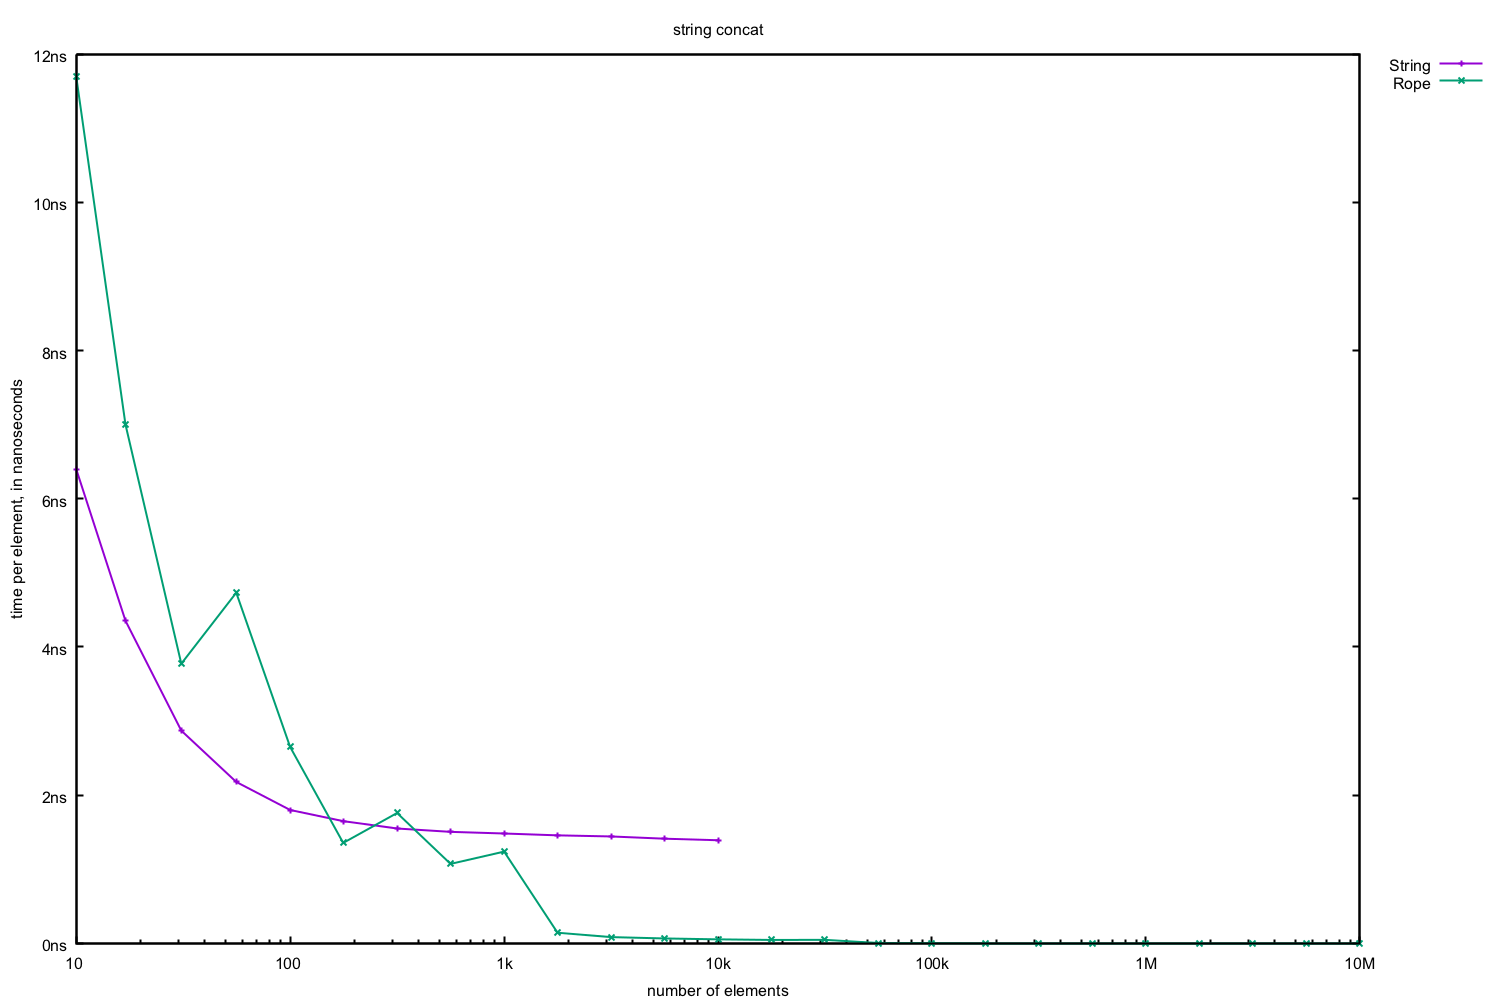 string concat
String
Rope
12ns
10ns
8ns
6ns
4ns
2ns
0ns
time per element, in nanoseconds
10 100 1k 10k 100k 1M 10M
number of elements